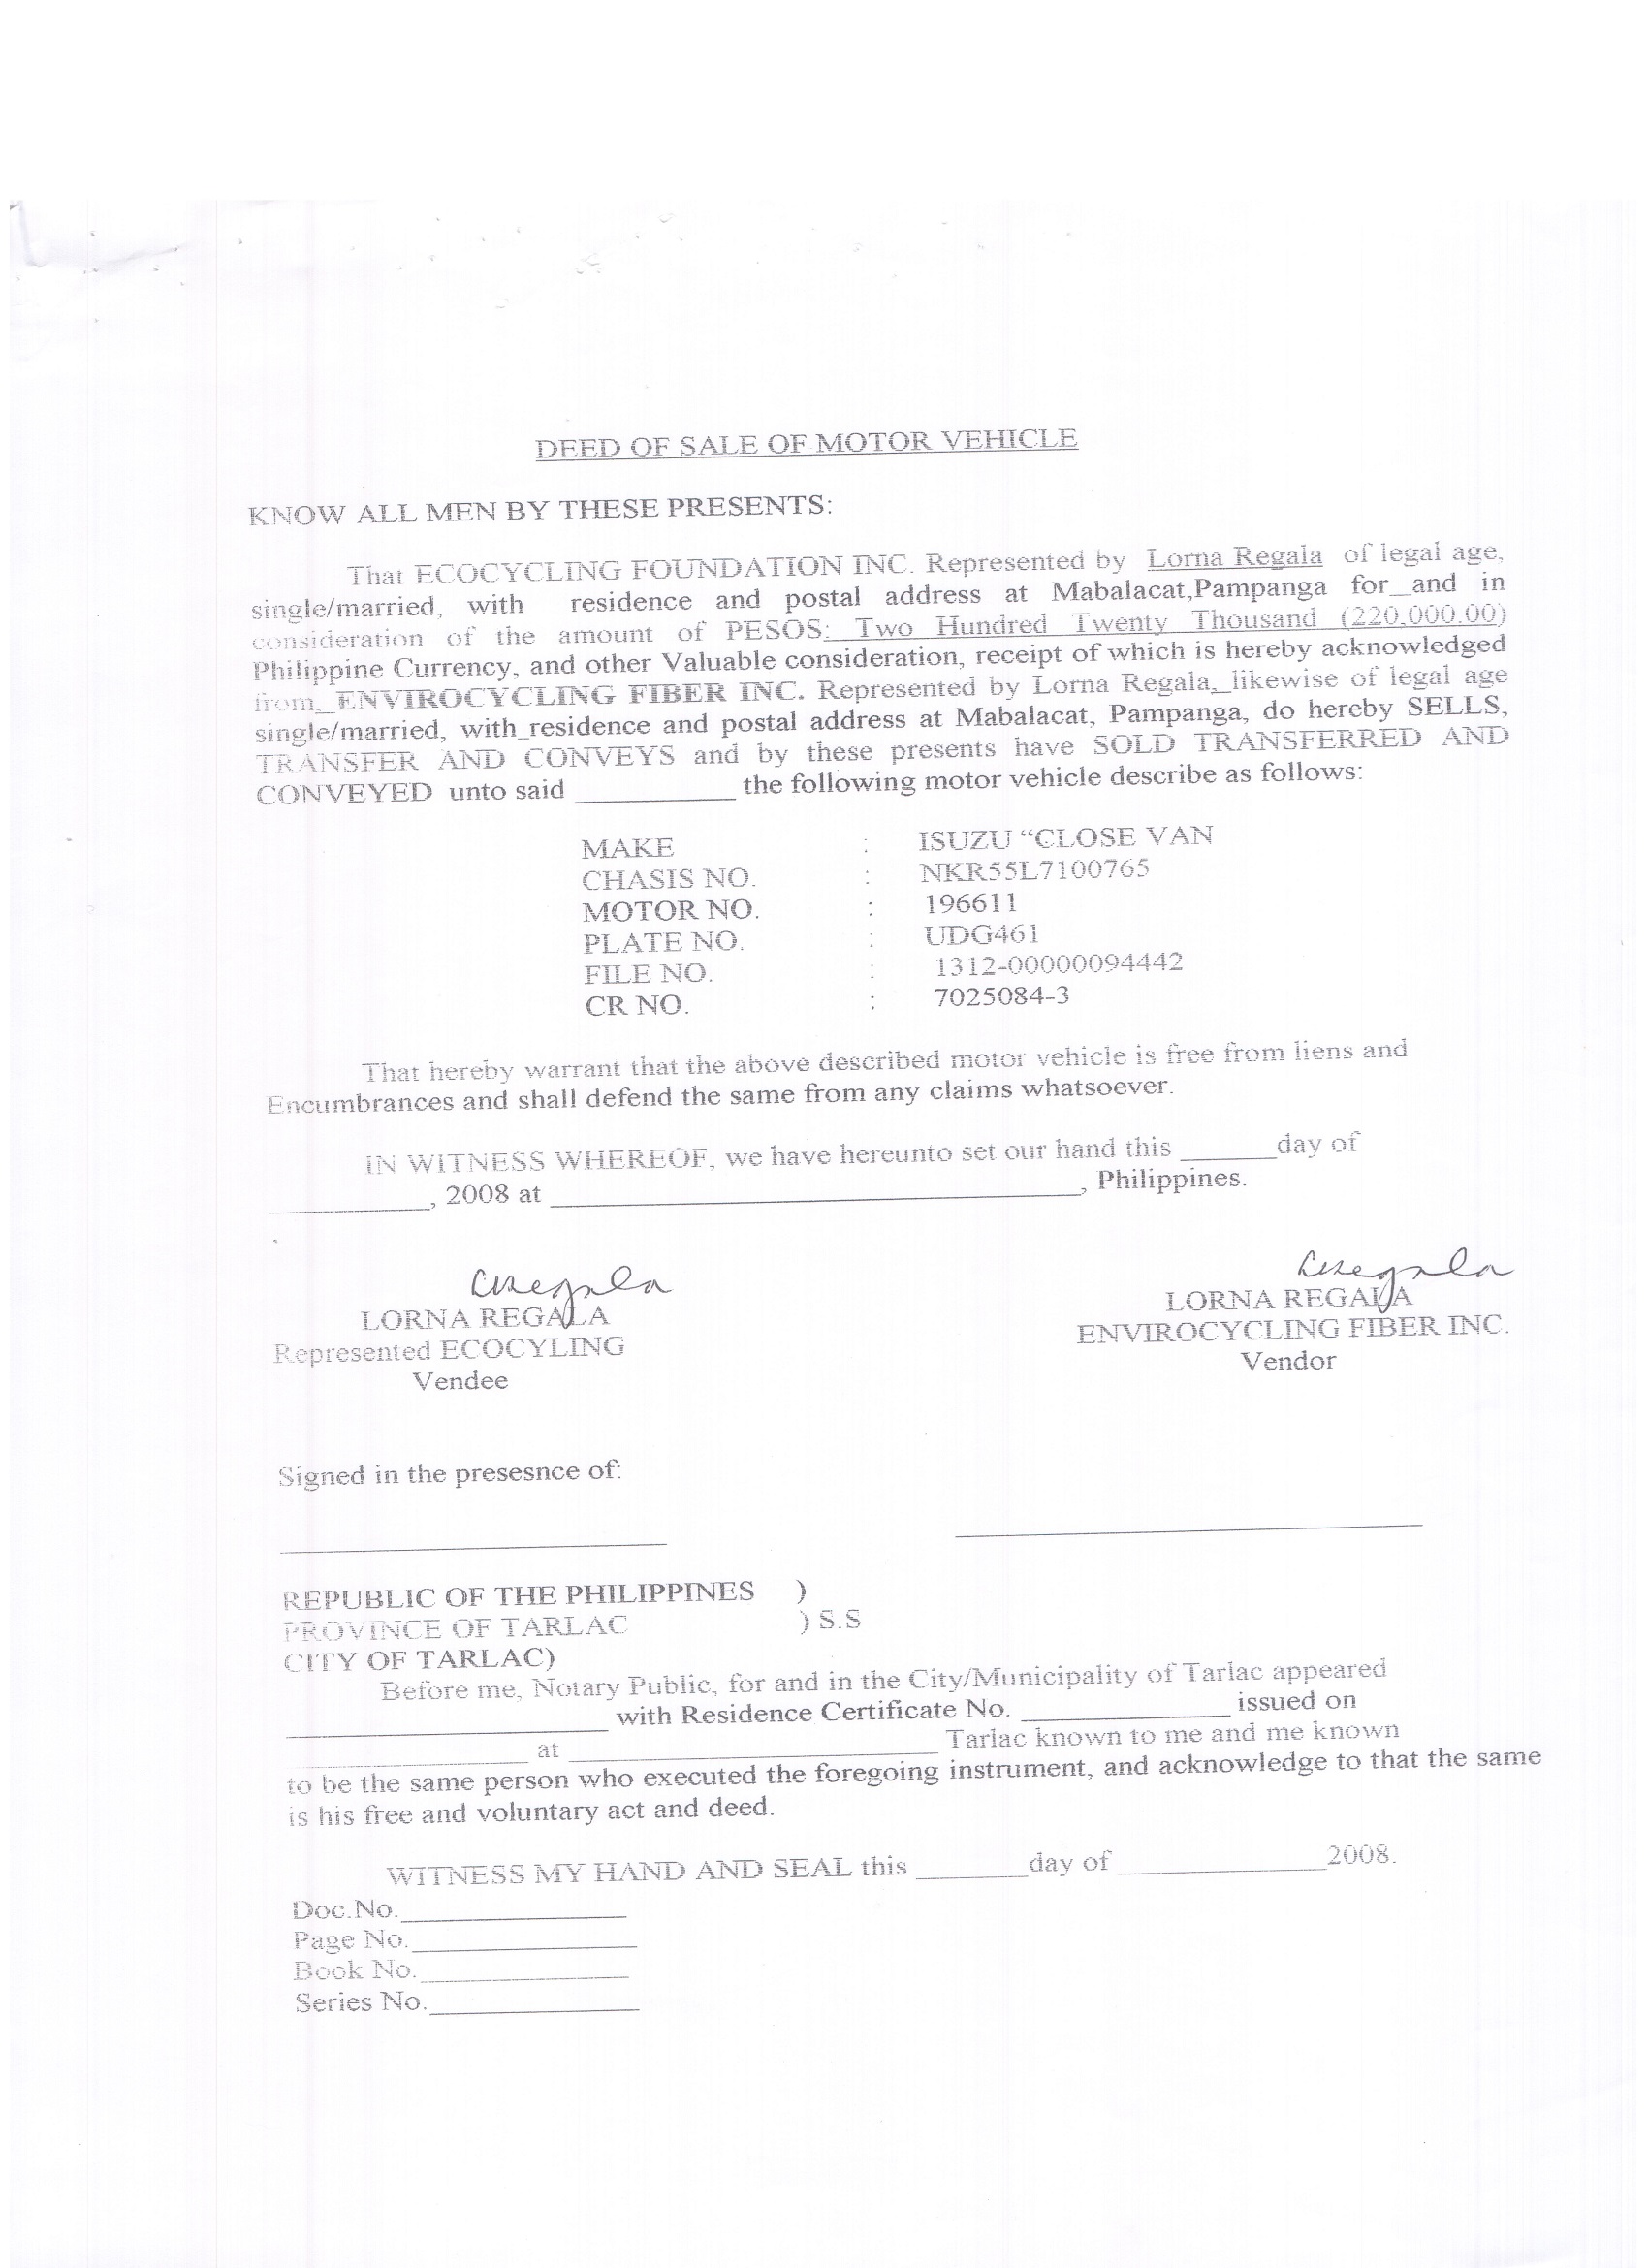 DEED OF SALE OF MOTOR VEHICLE
KNOW ALL MEN BY THESE PRESENTS:
That ECOCYCLING FOUNDATION INC. Represented by Lorna Regala of legal age,
single/married, with residence and postal address at Mabalacat,Pampanga for_and in
consideration of the amount of PESOS: Two Hundred Twenty Thousand (220,000.00)
Philippine Currency, and other Valuable consideration, receipt of which is hereby acknowledged
from, ENVIROCYCLING FIBER INC. Represented by Lorna Regala,_likewise of legal age
single/married, with_residence and postal address at Mabalacat, Pampanga, do hereby SELLS,
TRANSFER AND CONVEYS and by these presents have SOLD TRANSFERRED AND
CONVEYED unto said __________ the following motor vehicle describe as follows:
MAKE : ISUZU “CLOSE VAN
CHASIS NO. : NKR55L7100765
MOTOR NO. : 196611
PLATE NO. : UDG461
FILE NO. : 1312-00000094442
CR NO. : 7025084-3
That hereby warrant that the above described motor vehicle is free from liens and
Encumbrances and shall defend the same from any claims whatsoever.
IN WITNESS WHEREOF, we have hereunto set our hand this ______day of
__________, 2008 at _________________________________, Philippines.
LORNA REGALA LORNA REGALA
Represented ECOCYLING ENVIROCYCLING FIBER INC.
Vendee Vendor
Signed in the presesnce of:
________________________ _____________________________
REPUBLIC OF THE PHILIPPINES )
PROVINCE OF TARLAC ) S.S
CITY OF TARLAC)
Before me, Notary Public, for and in the City/Municipality of Tarlac appeared
____________________ with Residence Certificate No. _____________ issued on
_______________ at _______________________ Tarlac known to me and me known
to be the same person who executed the foregoing instrument, and acknowledge to that the same
is his free and voluntary act and deed.
WITNESS MY HAND AND SEAL this _______day of _____________2008.
Doc.No.______________
Page No.______________
Book No._____________
Series No._____________